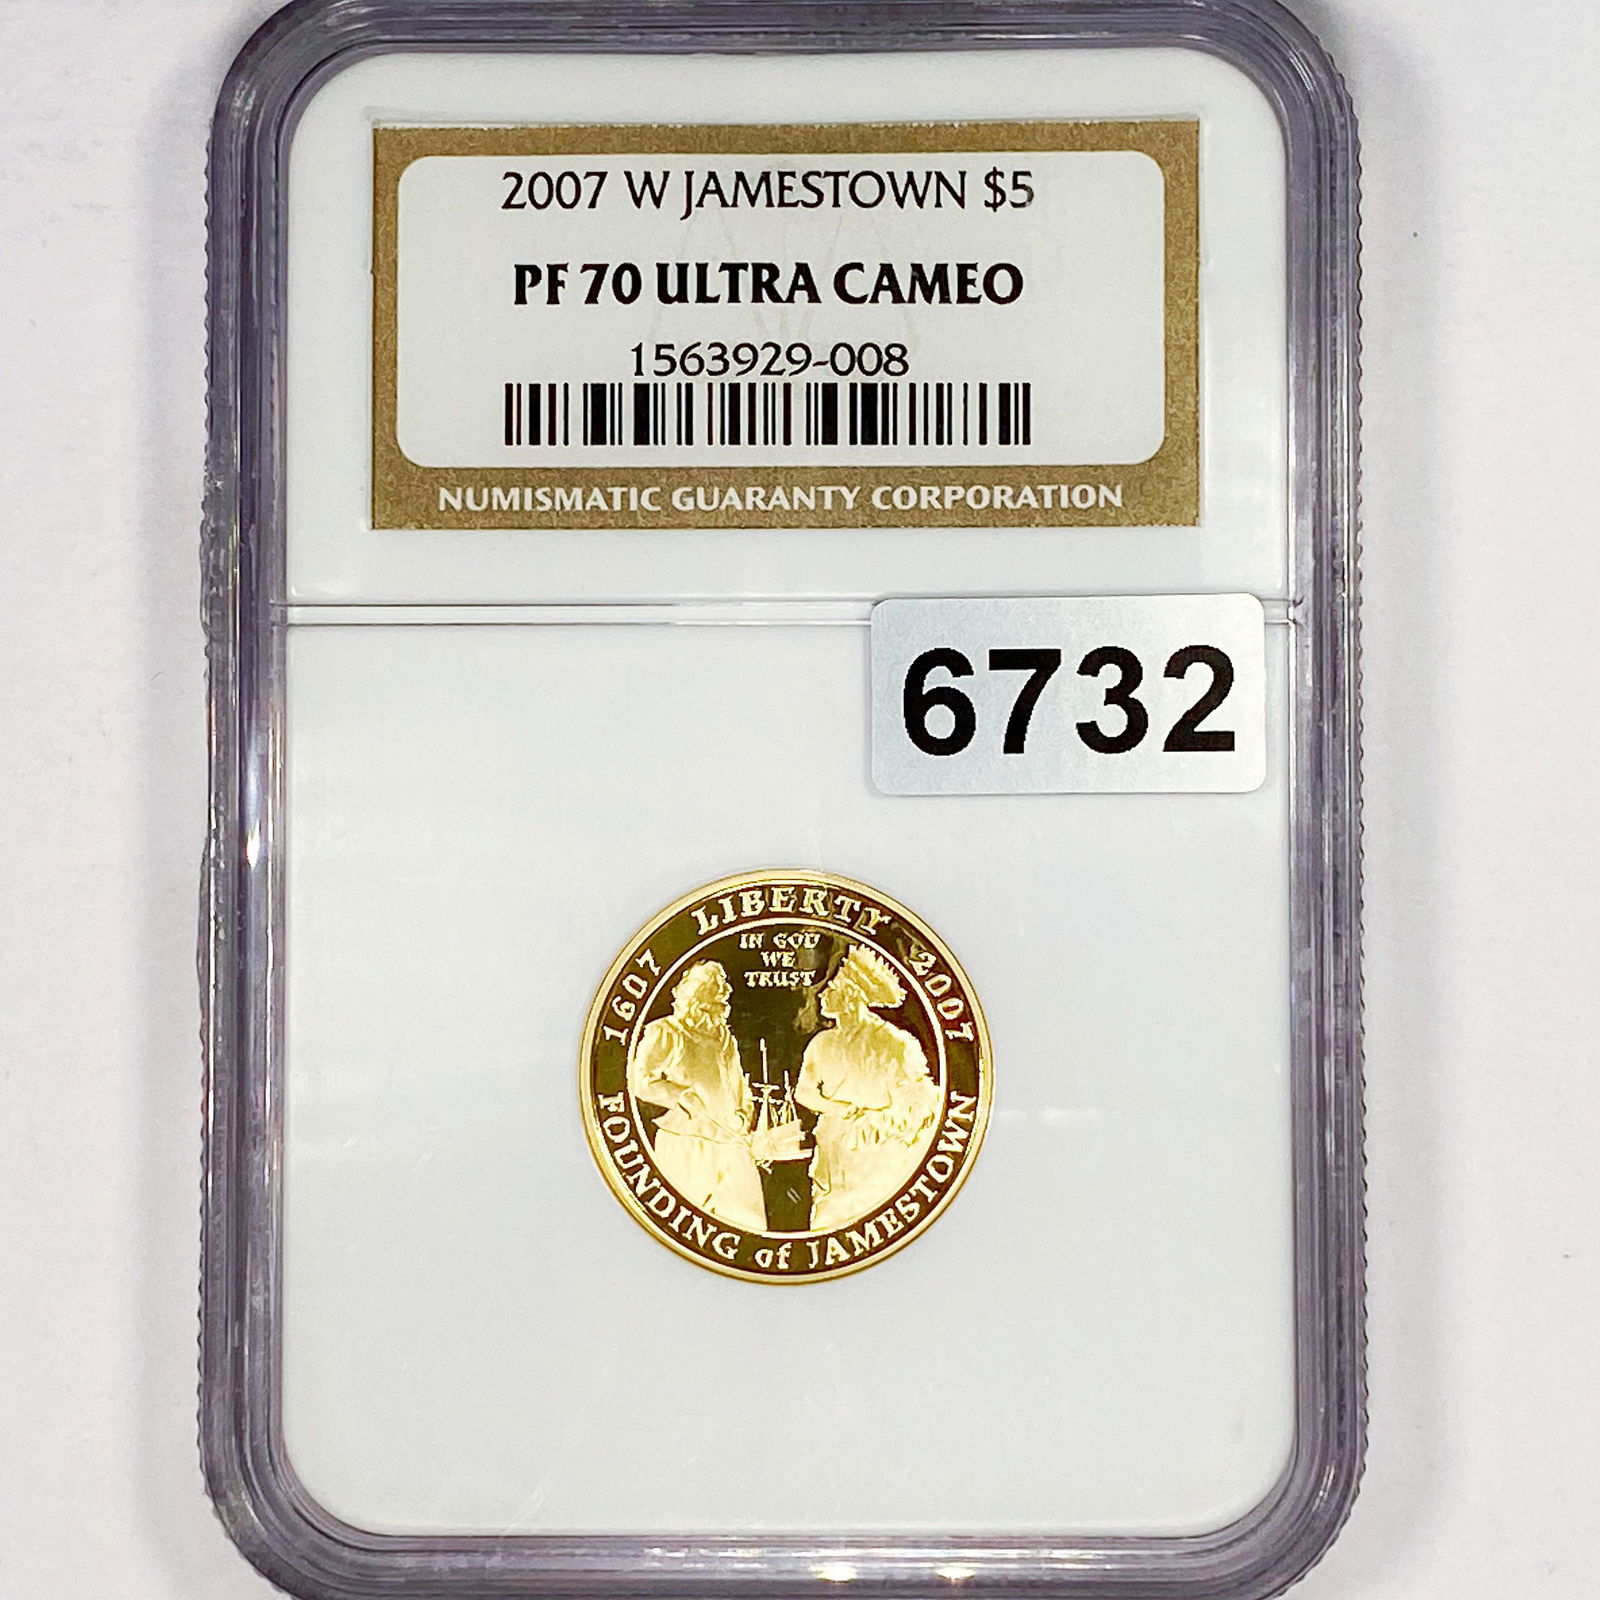 2007 W JAMESTOWN $5
PF 70 ULTRA CAMEO
1563929-008
NUMISMATIC GUARANTY CORPORATION
6732
LIBERTY
1607
2007
IN GOD
WE
TRUST
FOUNDING of JAMESTOWN